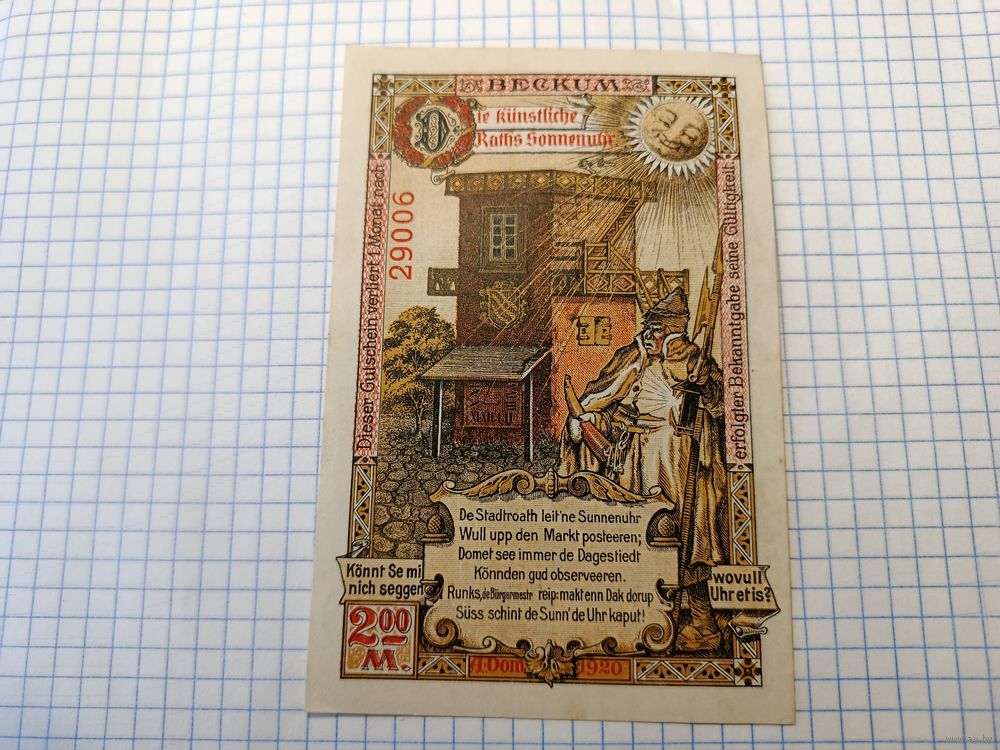 BECKUM
Die künstliche
Raths Sonnenuhr
Dieser Gutschein verliert 1 Monat nach
29006
erfolgter Bekanntgabe seine Gültigkeit.
De Stadtroath leit'ne Sunnenuhr
Wull upp den Markt posteeren;
Domet see immer de Dagestiedt
Könnden gud observeeren.
Runks, de Bürgermestr reip: makt enn Dak dorup
Süss schint de Sunn' de Uhr kaput!
Könnt Se mi
nich seggen
wovull
Uhr et is?
200
M.
A. Dom. 1920